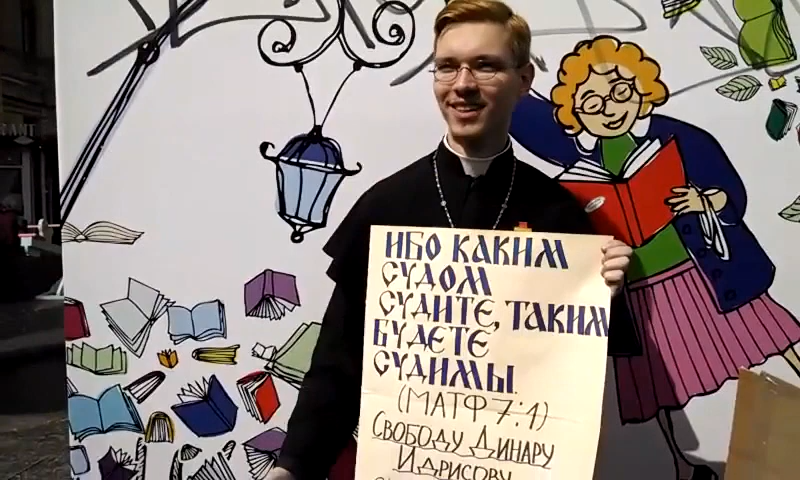 ИБО КАКИМ
СУДОМ
СУДИТЕ, ТАКИМ
БУДЕТЕ
СУДИМЫ.
(МАТФ 7:1)
СВОБОДУ ДИНАРУ
ИДРИСОВУ